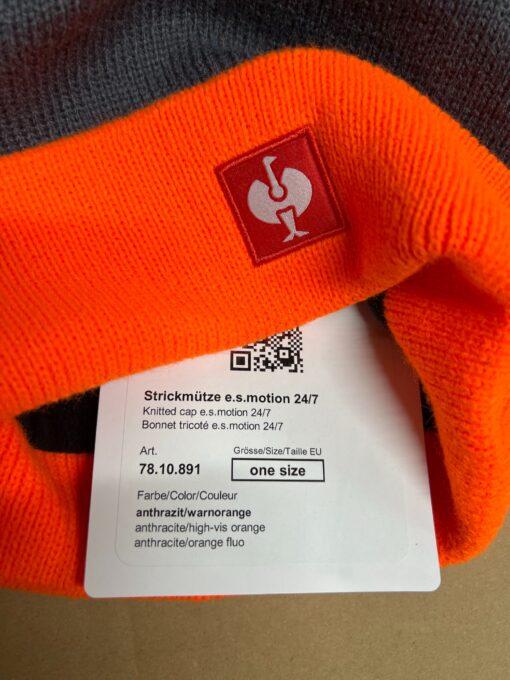 Strickmütze e.s.motion 24/7
Knitted cap e.s.motion 24/7
Bonnet tricoté e.s.motion 24/7
Art. Grösse/Size/Taille EU
78.10.891 one size
Farbe/Color/Couleur
anthrazit/warnorange
anthracite/high-vis orange
anthracite/orange fluo